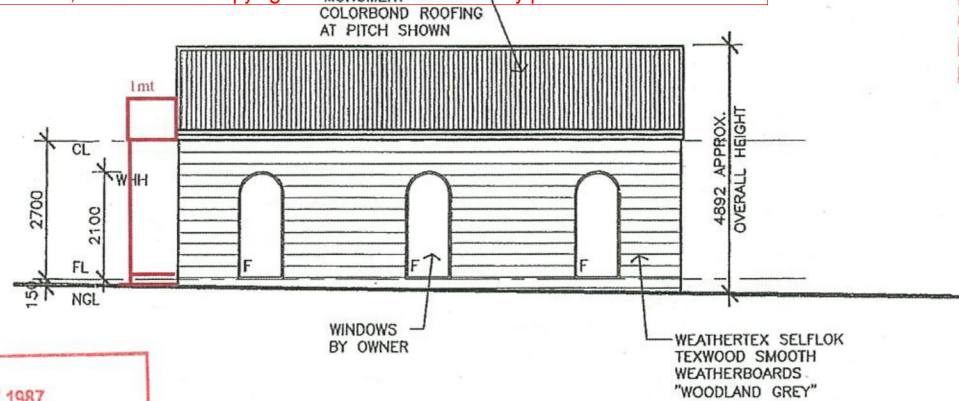 COLORBOND ROOFING
AT PITCH SHOWN
1mt
CL
WHH
2700
2100
FL
150
NGL
F
F
F
4892 APPROX.
OVERALL HEIGHT
WINDOWS
BY OWNER
WEATHERTEX SELFLOK
TEXWOOD SMOOTH
WEATHERBOARDS
"WOODLAND GREY"
1987